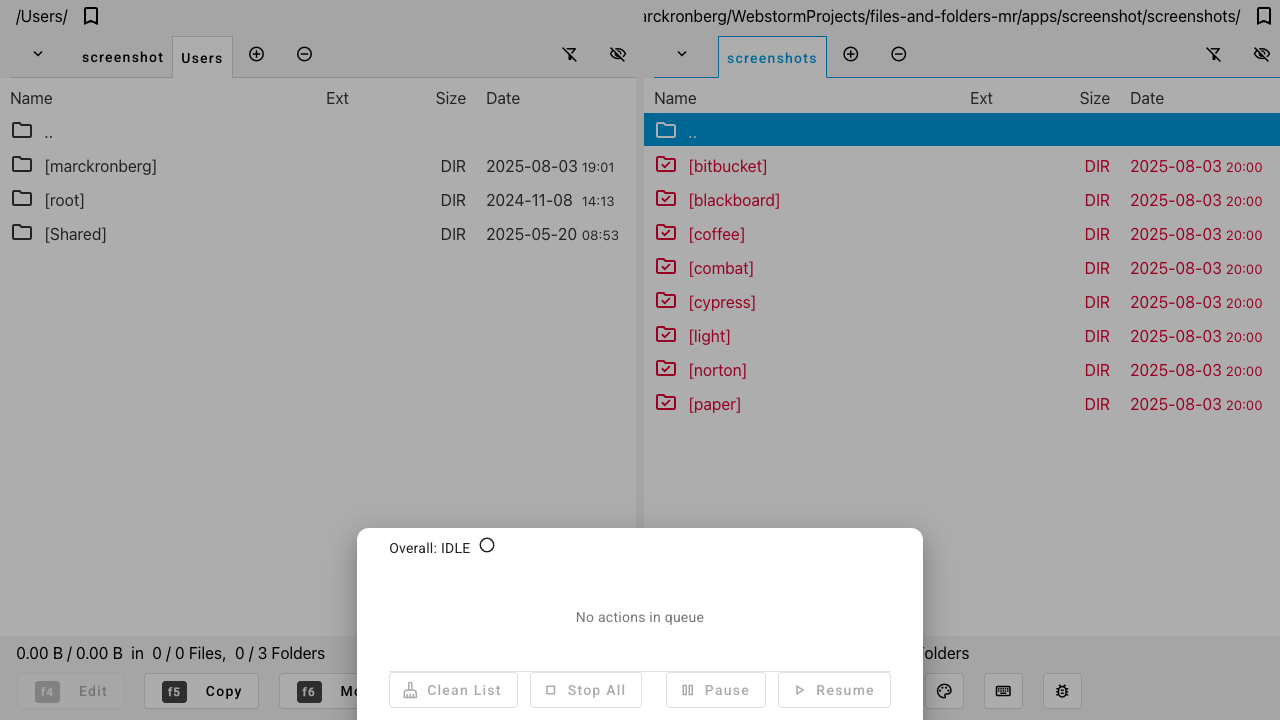 /Users/
arckronberg/WebstormProjects/files-and-folders-mr/apps/screenshot/screenshots/
screenshot Users
screenshots
Name Ext Size Date
..
[marckronberg] DIR 2025-08-03 19:01
[root] DIR 2024-11-08 14:13
[Shared] DIR 2025-05-20 08:53
Name Ext Size Date
..
[bitbucket] DIR 2025-08-03 20:00
[blackboard] DIR 2025-08-03 20:00
[coffee] DIR 2025-08-03 20:00
[combat] DIR 2025-08-03 20:00
[cypress] DIR 2025-08-03 20:00
[light] DIR 2025-08-03 20:00
[norton] DIR 2025-08-03 20:00
[paper] DIR 2025-08-03 20:00
Overall: IDLE
No actions in queue
Clean List Stop All Pause Resume
0.00 B / 0.00 B in 0 / 0 Files, 0 / 3 Folders
olders
f4 Edit f5 Copy f6 Mo